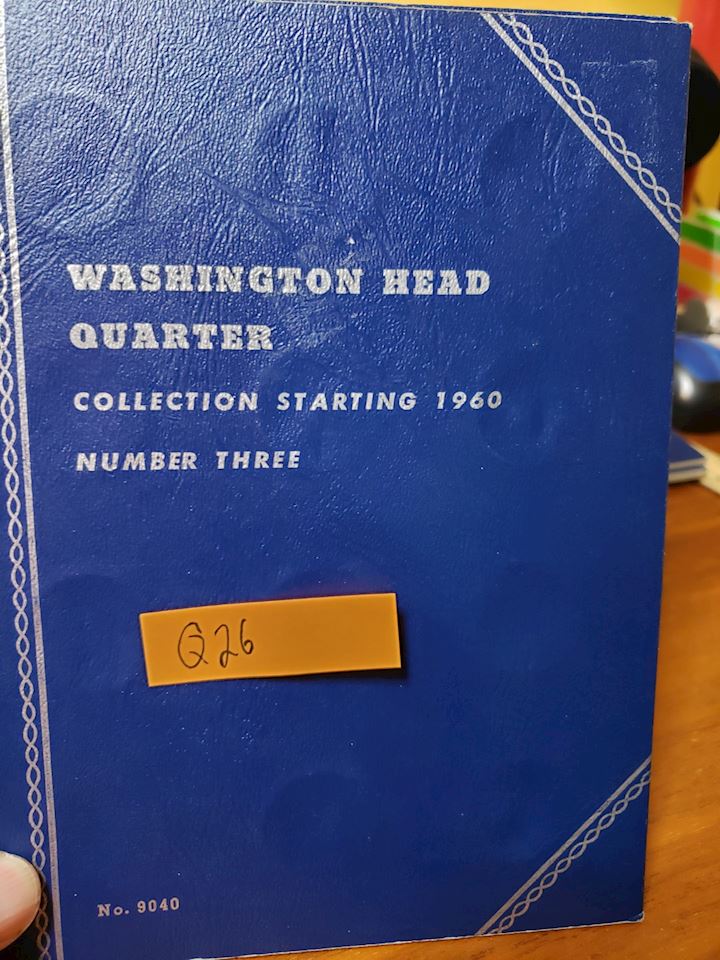 WASHINGTON HEAD
QUARTER
COLLECTION STARTING 1960
NUMBER THREE
Q26
No. 9040